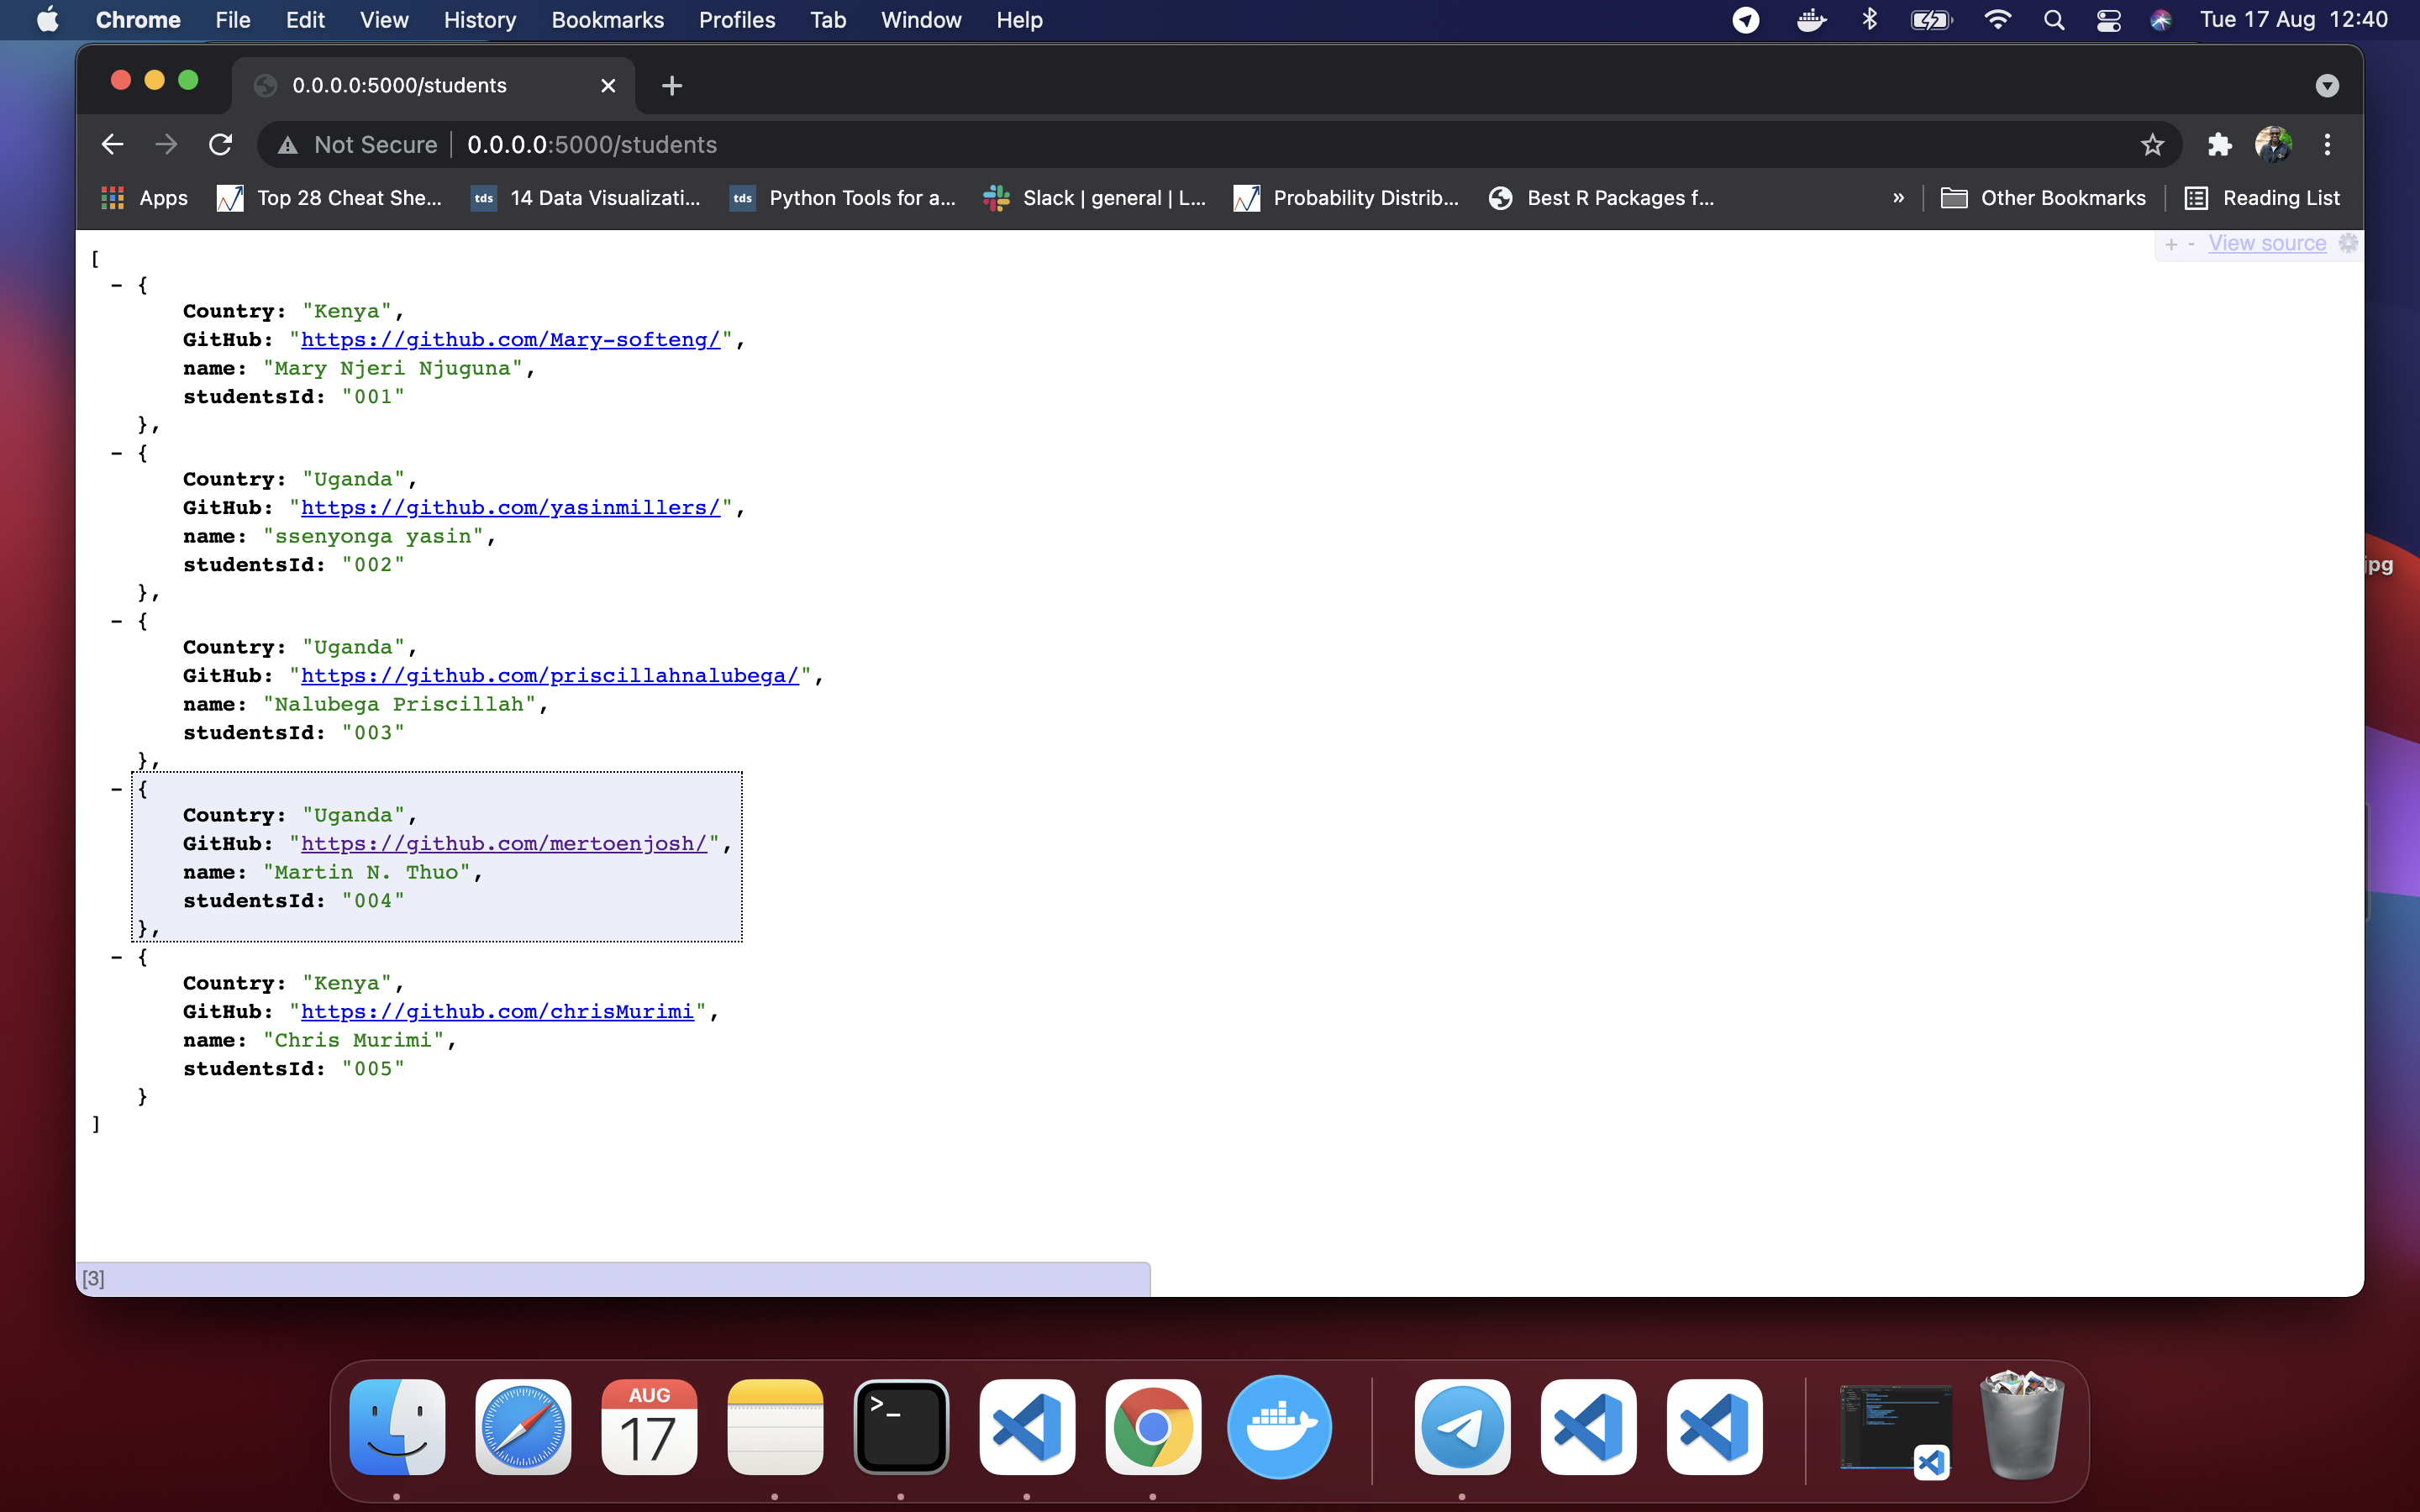 Chrome File Edit View History Bookmarks Profiles Tab Window Help Tue 17 Aug 12:40
0.0.0.0:5000/students
Not Secure 0.0.0.0:5000/students
Apps Top 28 Cheat She... tds 14 Data Visualizati... tds Python Tools for a... Slack | general | L... Probability Distrib... Best R Packages f... » Other Bookmarks Reading List
+ - View source
[
- {
Country: "Kenya",
GitHub: "https://github.com/Mary-softeng/",
name: "Mary Njeri Njuguna",
studentsId: "001"
},
- {
Country: "Uganda",
GitHub: "https://github.com/yasinmillers/",
name: "ssenyonga yasin",
studentsId: "002"
},
- {
Country: "Uganda",
GitHub: "https://github.com/priscillahnalubega/",
name: "Nalubega Priscillah",
studentsId: "003"
},
- {
Country: "Uganda",
GitHub: "https://github.com/mertoenjosh/",
name: "Martin N. Thuo",
studentsId: "004"
},
- {
Country: "Kenya",
GitHub: "https://github.com/chrisMurimi",
name: "Chris Murimi",
studentsId: "005"
}
]
[3]
jpg
AUG
17
>_